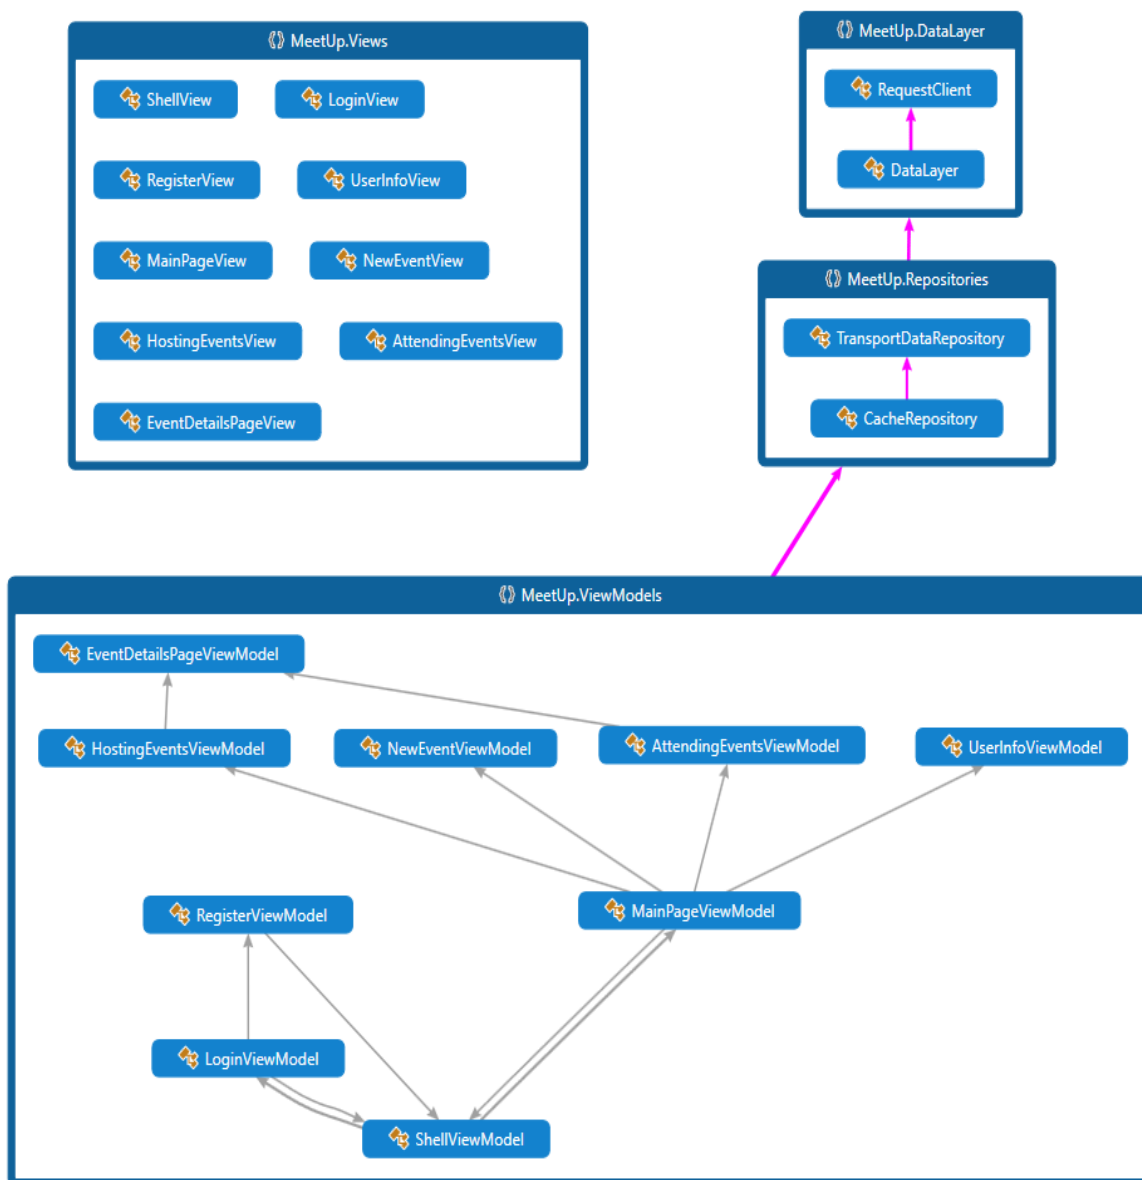 MeetUp.Views
ShellView
LoginView
RegisterView
UserInfoView
MainPageView
NewEventView
HostingEventsView
AttendingEventsView
EventDetailsPageView
MeetUp.DataLayer
RequestClient
DataLayer
MeetUp.Repositories
TransportDataRepository
CacheRepository
MeetUp.ViewModels
EventDetailsPageViewModel
HostingEventsViewModel
NewEventViewModel
AttendingEventsViewModel
UserInfoViewModel
RegisterViewModel
MainPageViewModel
LoginViewModel
ShellViewModel